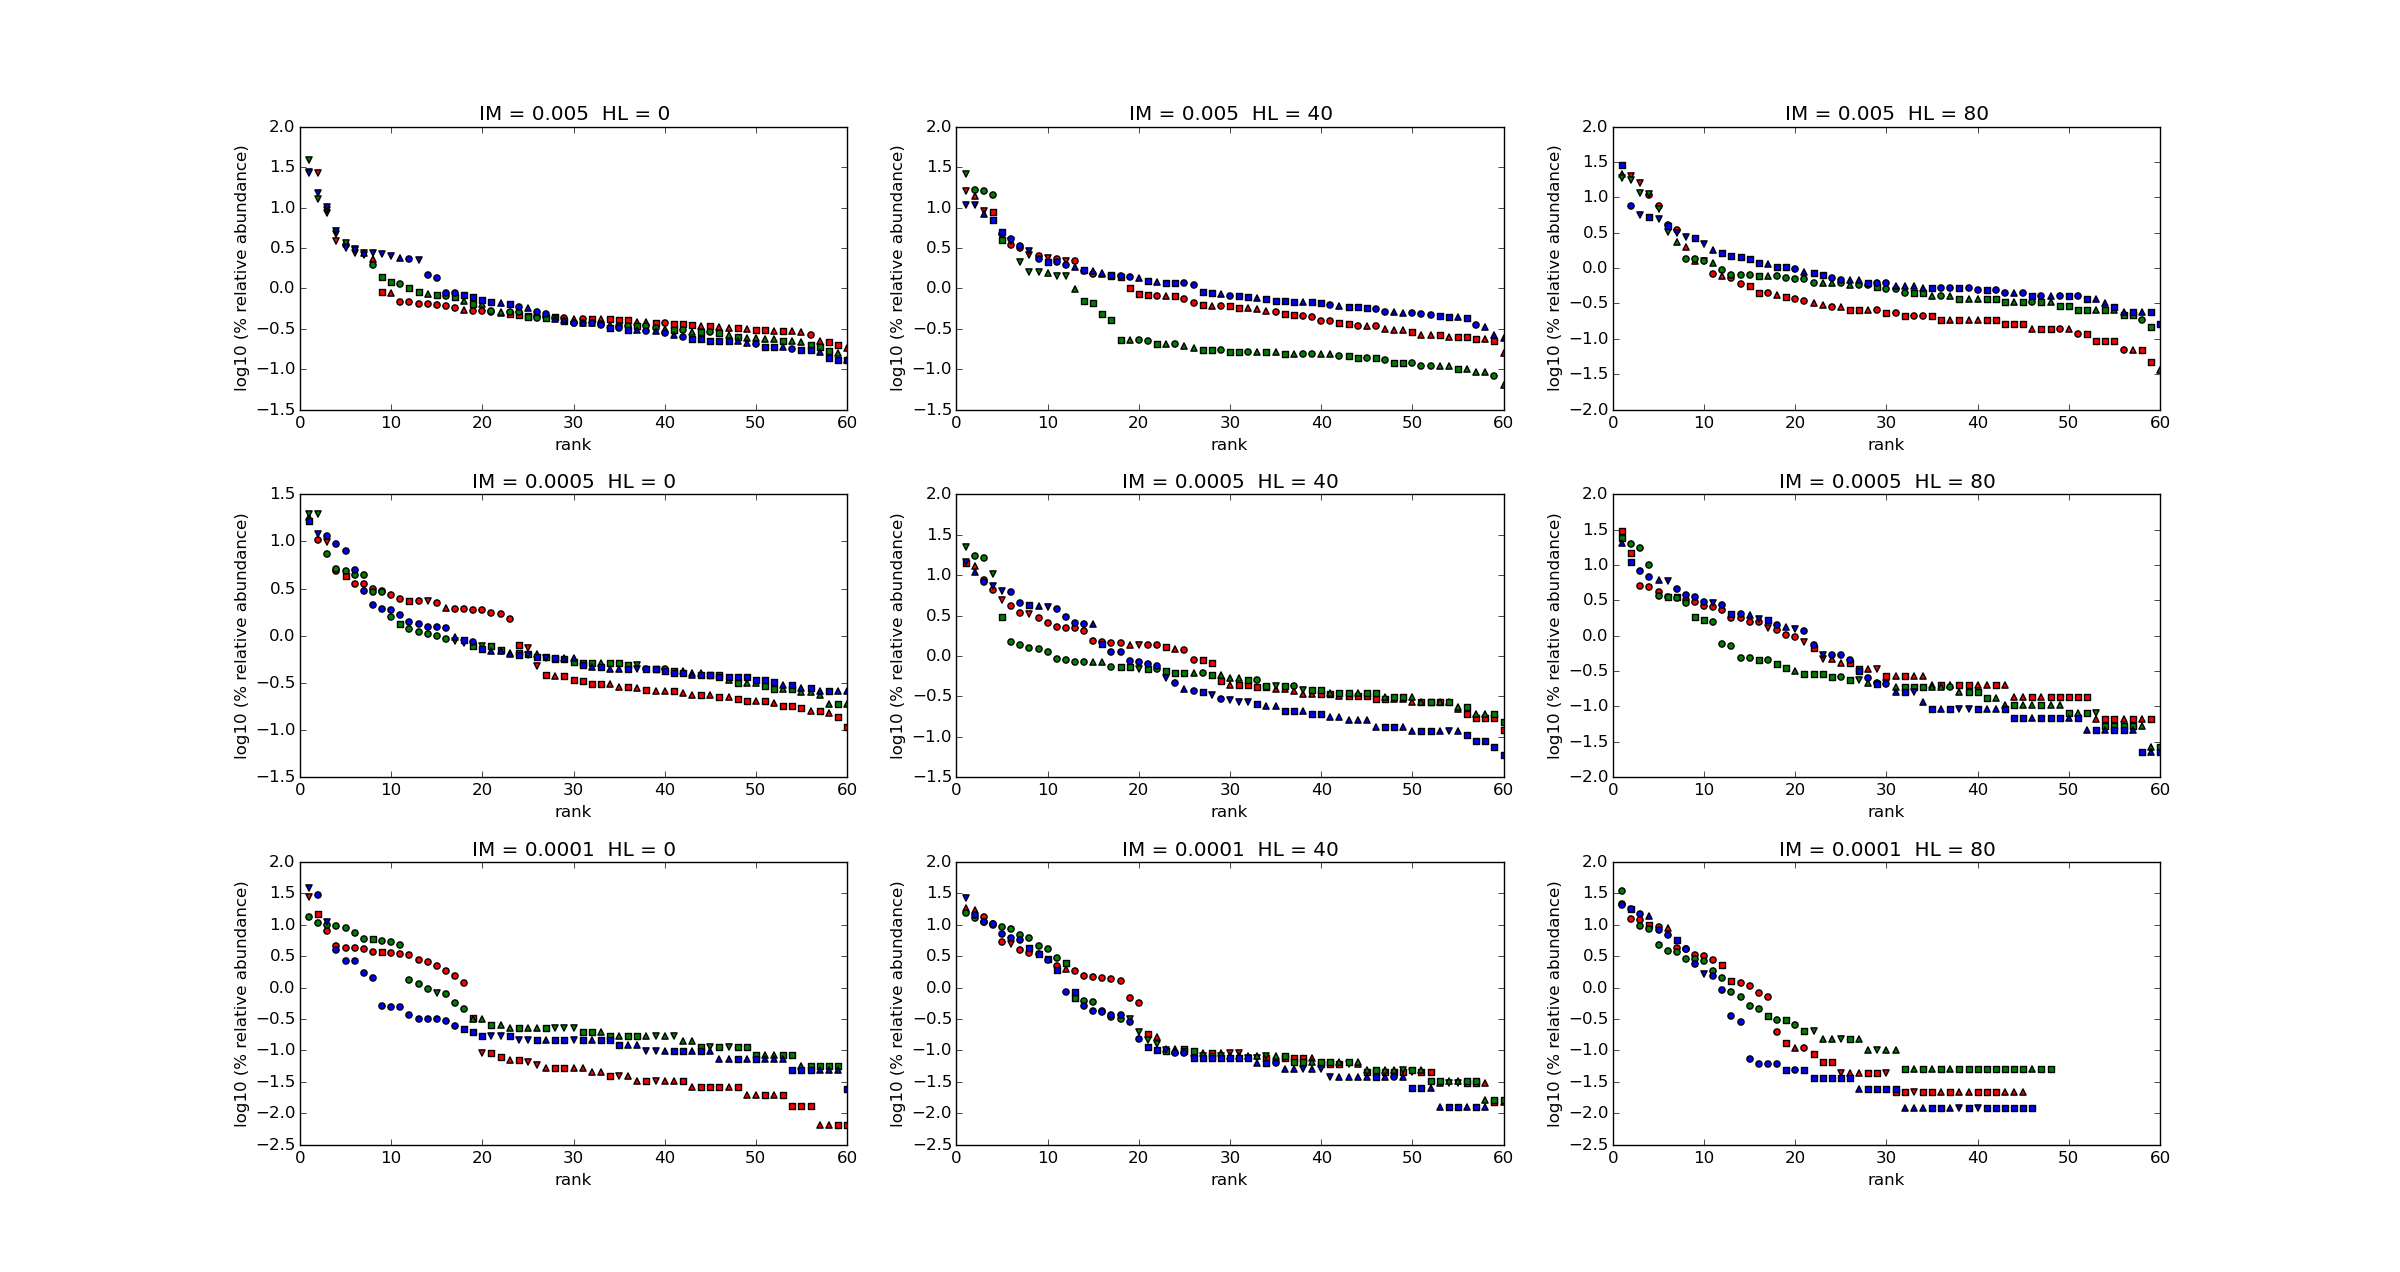 IM = 0.005 HL = 0 IM = 0.005 HL = 40 IM = 0.005 HL = 80
2.0 2.0 2.0
1.5 1.5 1.5
1.0 1.0 1.0
0.5 0.5 0.5
0.0 0.0 0.0
−0.5 −0.5 −0.5
−1.0 −1.0 −1.0
−1.5 −1.5 −1.5
−2.0
log10 (% relative abundance) log10 (% relative abundance) log10 (% relative abundance)
0 10 20 30 40 50 60 0 10 20 30 40 50 60 0 10 20 30 40 50 60
rank rank rank
IM = 0.0005 HL = 0 IM = 0.0005 HL = 40 IM = 0.0005 HL = 80
1.5 2.0 2.0
1.0 1.5 1.5
0.5 1.0 1.0
0.0 0.5 0.5
−0.5 0.0 0.0
−1.0 −0.5 −0.5
−1.5 −1.0 −1.0
−1.5 −1.5
−2.0
log10 (% relative abundance) log10 (% relative abundance) log10 (% relative abundance)
0 10 20 30 40 50 60 0 10 20 30 40 50 60 0 10 20 30 40 50 60
rank rank rank
IM = 0.0001 HL = 0 IM = 0.0001 HL = 40 IM = 0.0001 HL = 80
2.0 2.0 2.0
1.5 1.5 1.5
1.0 1.0 1.0
0.5 0.5 0.5
0.0 0.0 0.0
−0.5 −0.5 −0.5
−1.0 −1.0 −1.0
−1.5 −1.5 −1.5
−2.0 −2.0 −2.0
−2.5 −2.5 −2.5
log10 (% relative abundance) log10 (% relative abundance) log10 (% relative abundance)
0 10 20 30 40 50 60 0 10 20 30 40 50 60 0 10 20 30 40 50 60
rank rank rank